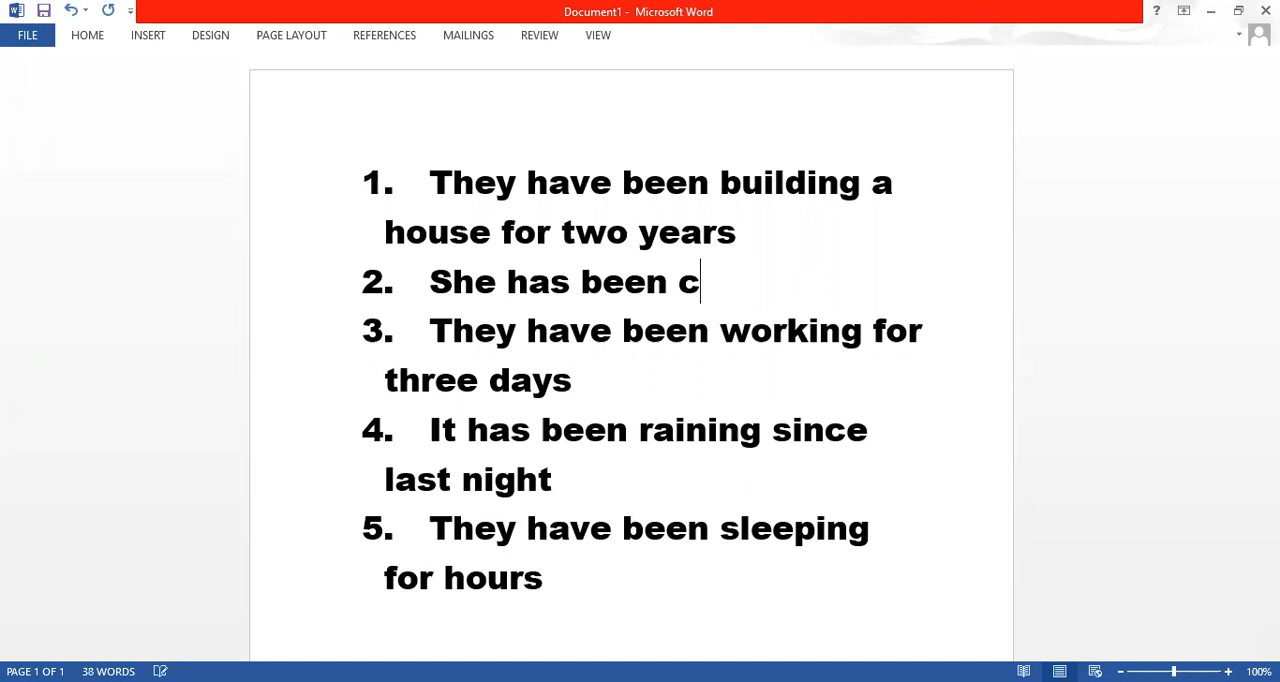 Document1 - Microsoft Word
?
FILE HOME INSERT DESIGN PAGE LAYOUT REFERENCES MAILINGS REVIEW VIEW
1. They have been building a
house for two years
2. She has been c
3. They have been working for
three days
4. It has been raining since
last night
5. They have been sleeping
for hours
PAGE 1 OF 1 38 WORDS 100%